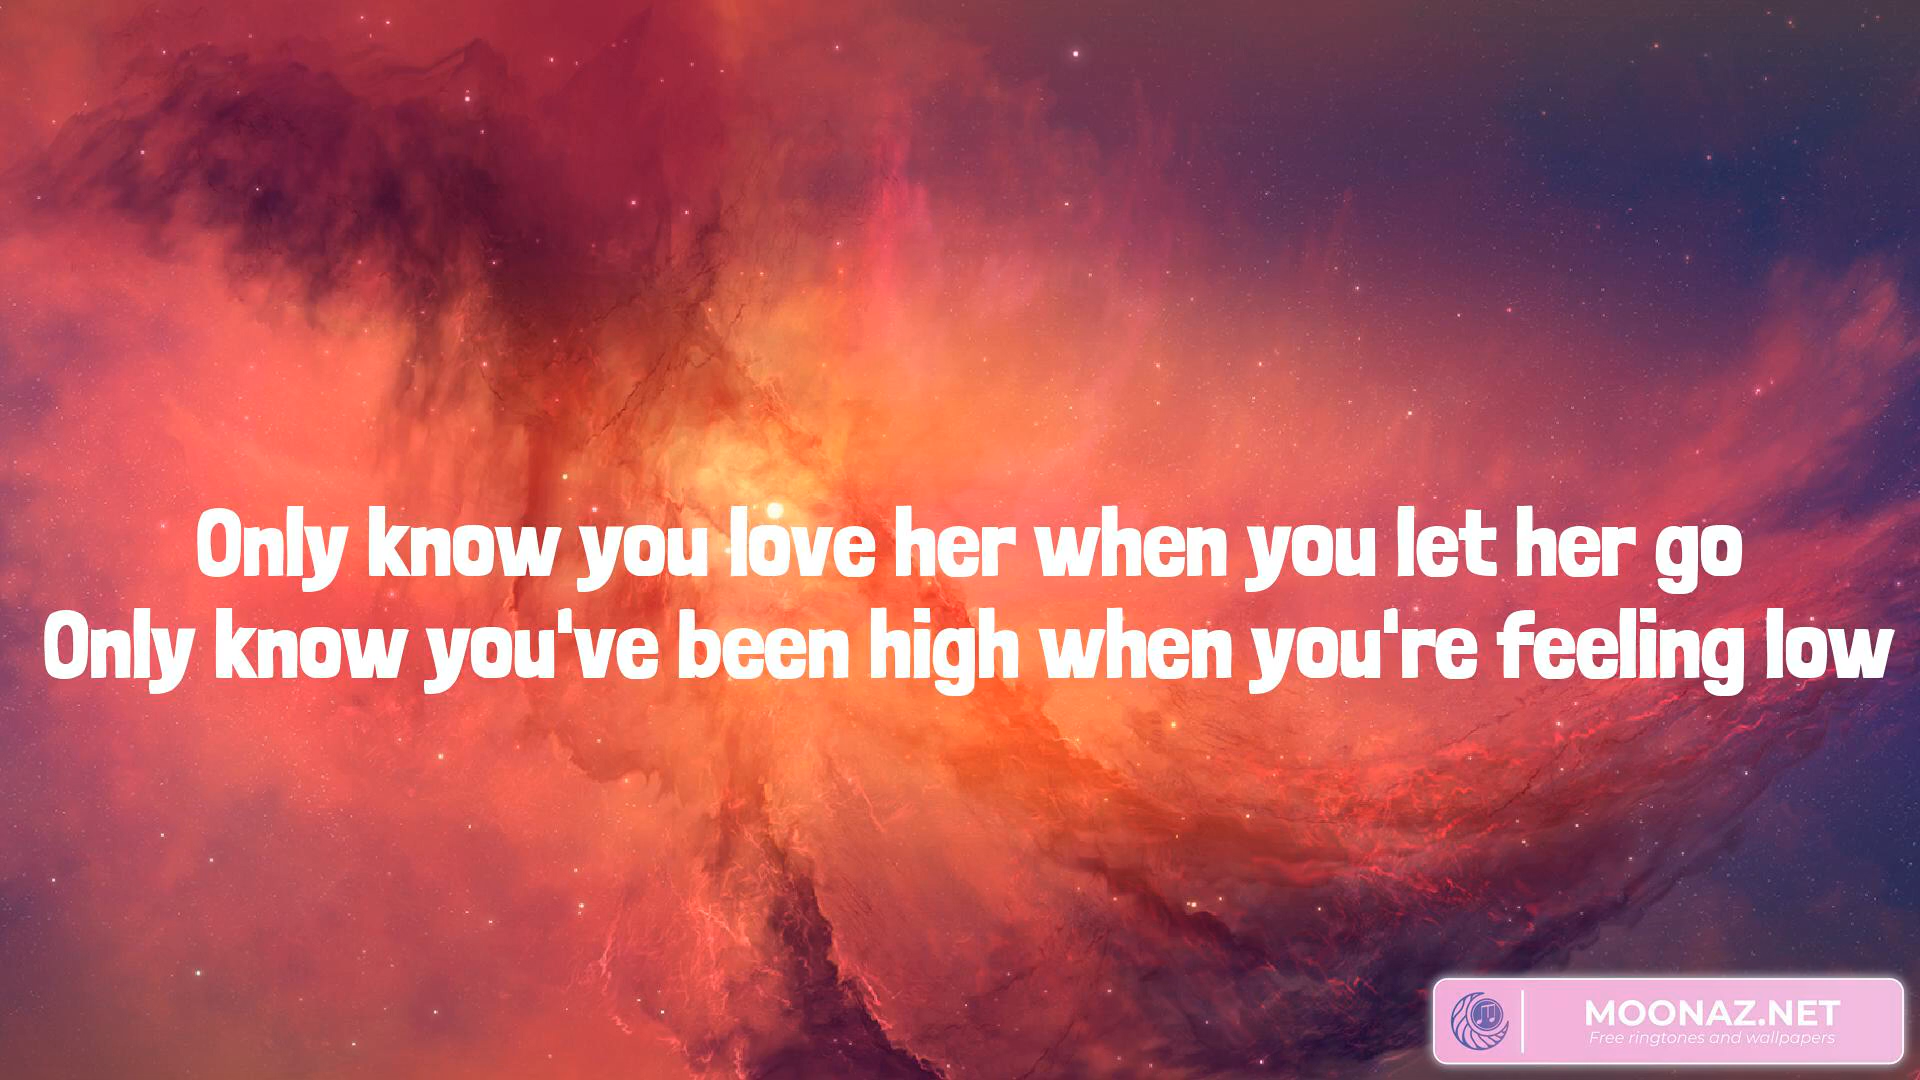 Only know you love her when you let her go
Only know you've been high when you're feeling low
MOONAZ.NET
Free ringtones and wallpapers